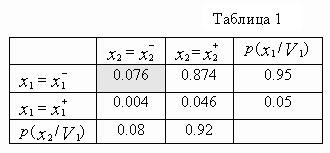 Таблица 1
x₂ = x₂⁻ x₂ = x₂⁺ p(x₁/V₁)
x₁ = x₁⁻ 0.076 0.874 0.95
x₁ = x₁⁺ 0.004 0.046 0.05
p(x₂/V₁) 0.08 0.92